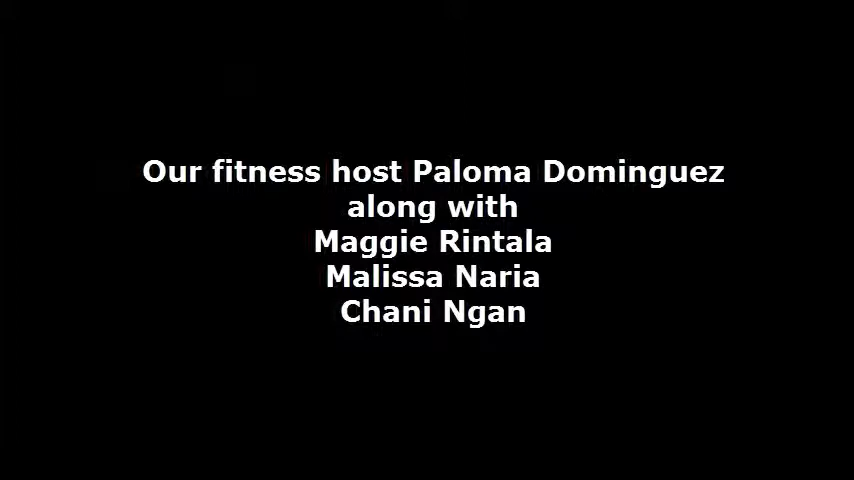 Our fitness host Paloma Dominguez
along with
Maggie Rintala
Malissa Naria
Chani Ngan